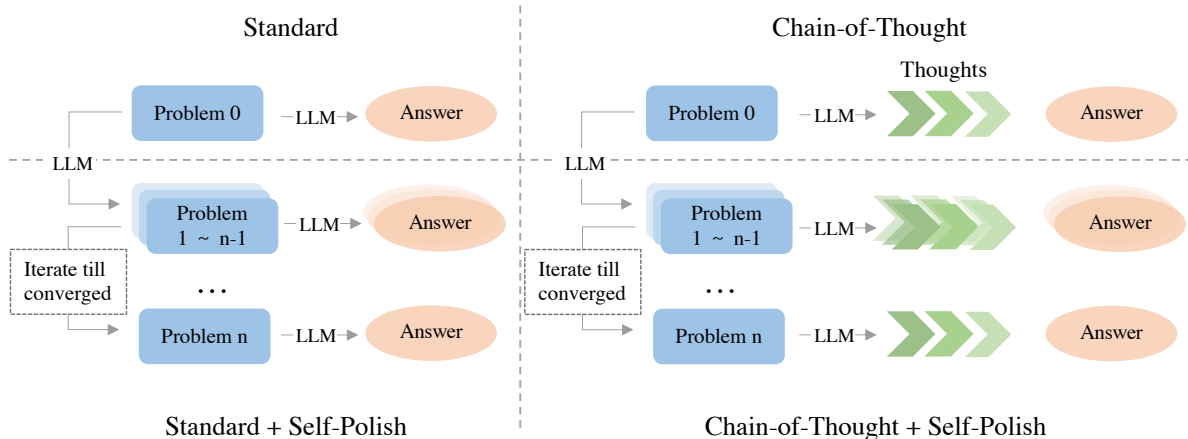 Standard
Chain-of-Thought
Thoughts
Problem 0
LLM
Answer
Problem 0
LLM
Answer
LLM
LLM
Problem
1 ~ n-1
LLM
Answer
Problem
1 ~ n-1
LLM
Answer
Iterate till
converged
...
Iterate till
converged
...
Problem n
LLM
Answer
Problem n
LLM
Answer
Standard + Self-Polish
Chain-of-Thought + Self-Polish